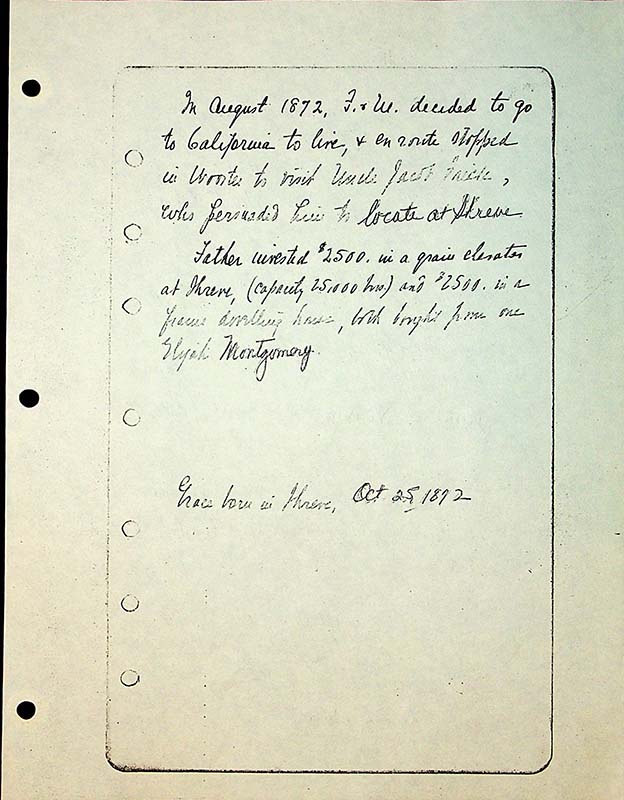 In August 1872, F. & M. decided to go
to California to live, & en route stopped
in Wooster to visit Uncle Jacob
who persuaded him to locate at Shreve
Father invested $2500. in a grain elevator
at Shreve, (capacity 25,000 bus) and $2500. in a
frame dwelling house, both bought from one
Elijah Montgomery.
Grace born in Shreve, Oct 25, 1872